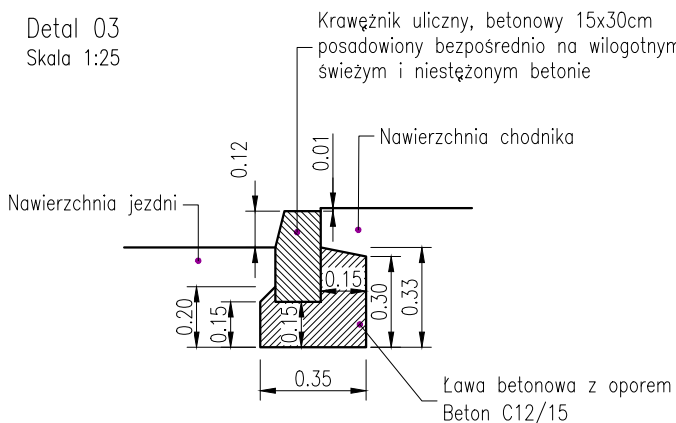 Detal 03
Skala 1:25
Krawężnik uliczny, betonowy 15x30cm
posadowiony bezpośrednio na wilogotnym
świeżym i niestężonym betonie
Nawierzchnia chodnika
Nawierzchnia jezdni
0.12
0.01
0.15
0.20
0.15
0.15
0.30
0.33
0.35
Ława betonowa z oporem
Beton C12/15